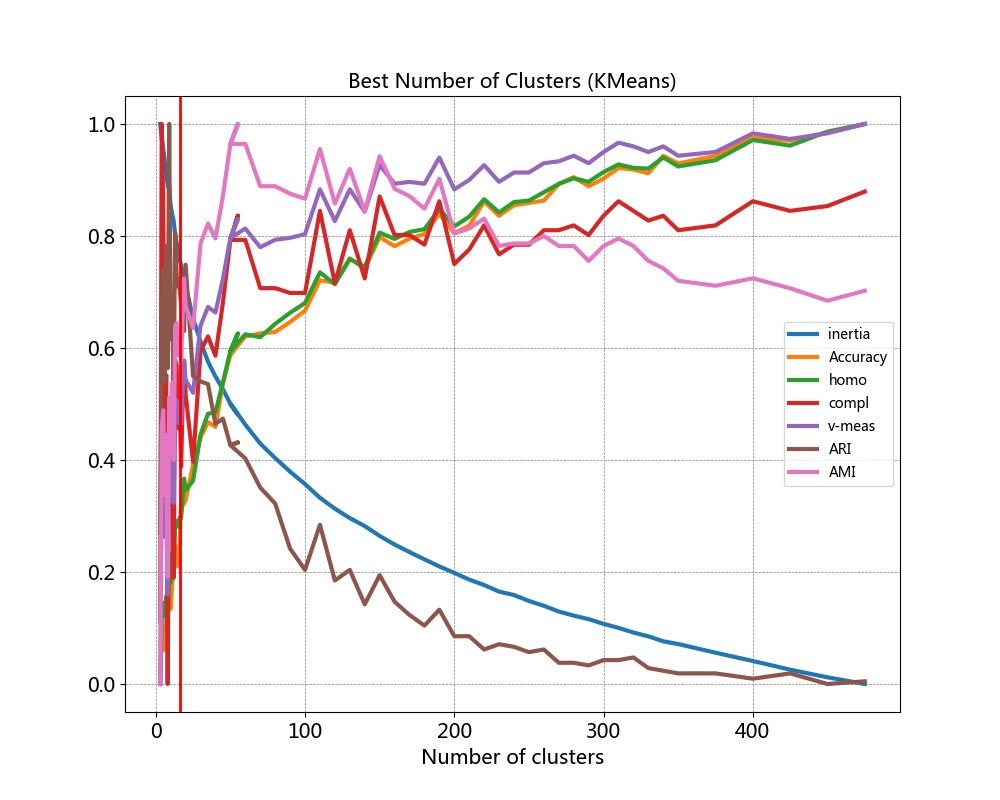 Best Number of Clusters (KMeans)
1.0
0.8
0.6
0.4
0.2
0.0
inertia
Accuracy
homo
compl
v-meas
ARI
AMI
0 100 200 300 400
Number of clusters